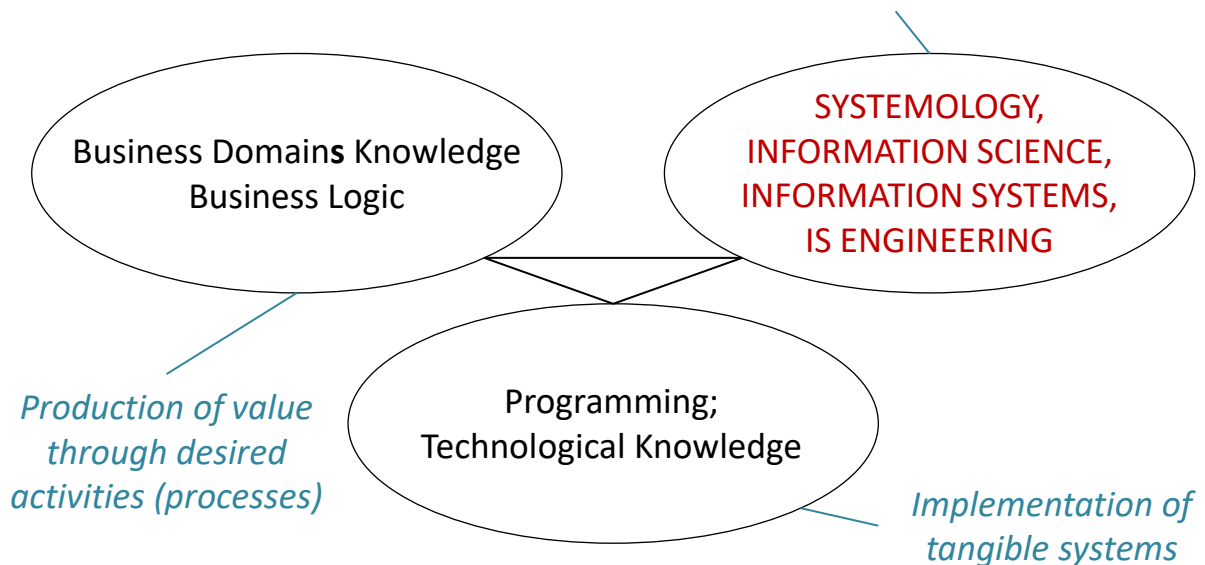 Business Domains Knowledge
Business Logic
SYSTEMOLOGY,
INFORMATION SCIENCE,
INFORMATION SYSTEMS,
IS ENGINEERING
Production of value
through desired
activities (processes)
Programming;
Technological Knowledge
Implementation of
tangible systems